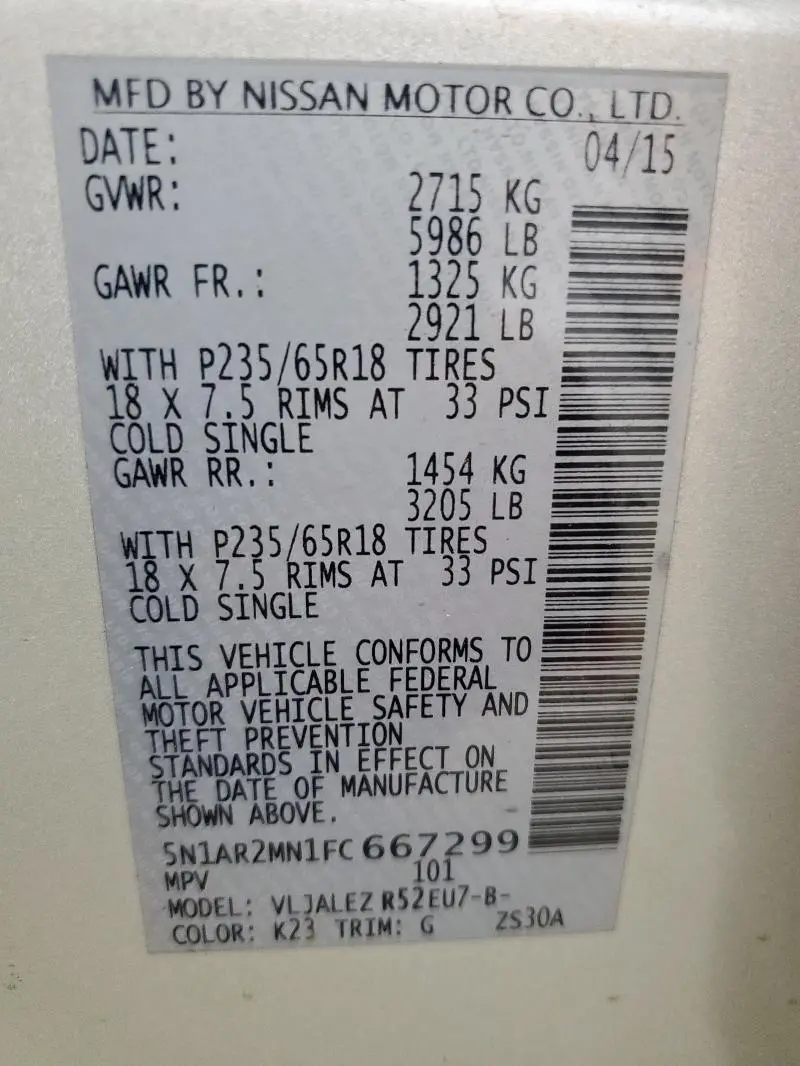 MFD BY NISSAN MOTOR CO., LTD.
DATE: 04/15
GVWR: 2715 KG
5986 LB
GAWR FR.: 1325 KG
2921 LB
WITH P235/65R18 TIRES
18 X 7.5 RIMS AT 33 PSI
COLD SINGLE
GAWR RR.: 1454 KG
3205 LB
WITH P235/65R18 TIRES
18 X 7.5 RIMS AT 33 PSI
COLD SINGLE
THIS VEHICLE CONFORMS TO
ALL APPLICABLE FEDERAL
MOTOR VEHICLE SAFETY AND
THEFT PREVENTION
STANDARDS IN EFFECT ON
THE DATE OF MANUFACTURE
SHOWN ABOVE.
5N1AR2MN1FC667299
MPV 101
MODEL: VLJALEZ R52EU7-B-
COLOR: K23 TRIM: G ZS30A